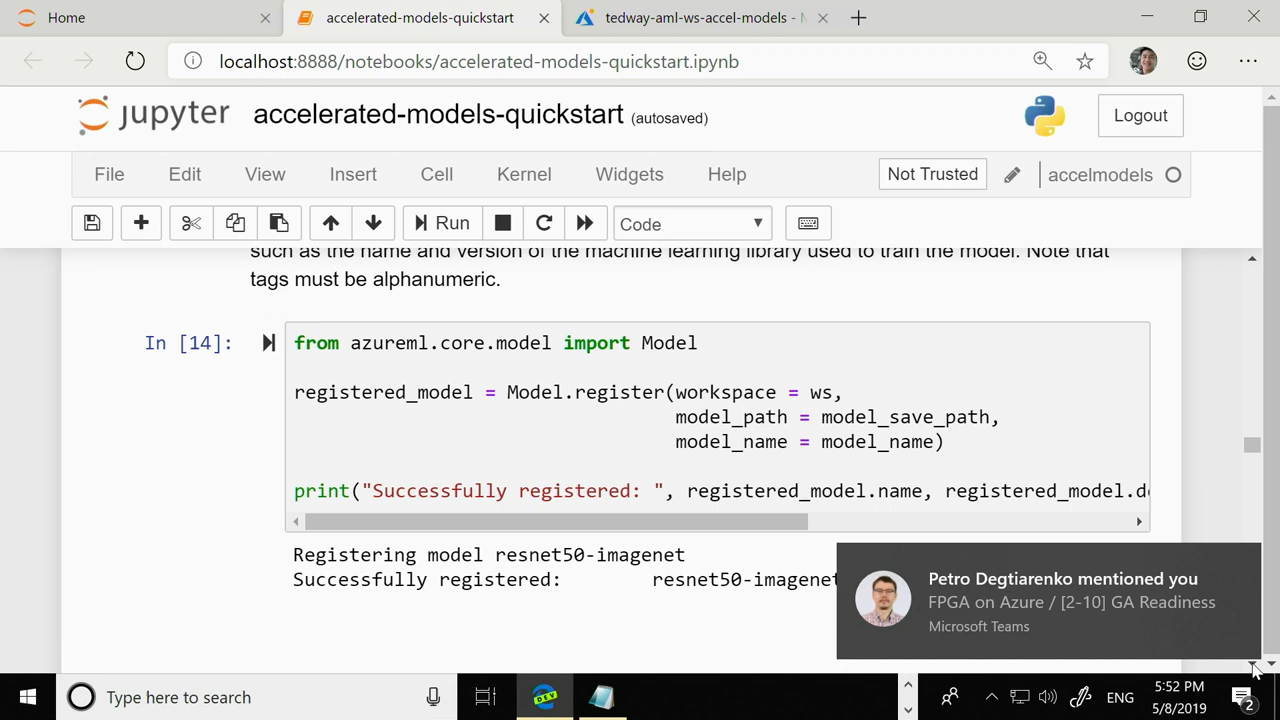 Home
accelerated-models-quickstart
tedway-aml-ws-accel-models -
localhost:8888/notebooks/accelerated-models-quickstart.ipynb
jupyter accelerated-models-quickstart (autosaved)
Logout
File Edit View Insert Cell Kernel Widgets Help
Not Trusted
accelmodels
Run
Code
such as the name and version of the machine learning library used to train the model. Note that
tags must be alphanumeric.
In [14]:
from azureml.core.model import Model
registered_model = Model.register(workspace = ws,
model_path = model_save_path,
model_name = model_name)
print("Successfully registered: ", registered_model.name, registered_model.de
Registering model resnet50-imagenet
Successfully registered: resnet50-imagenet
Petro Degtiarenko mentioned you
FPGA on Azure / [2-10] GA Readiness
Microsoft Teams
Type here to search
DEV
ENG
5:52 PM
5/8/2019
2